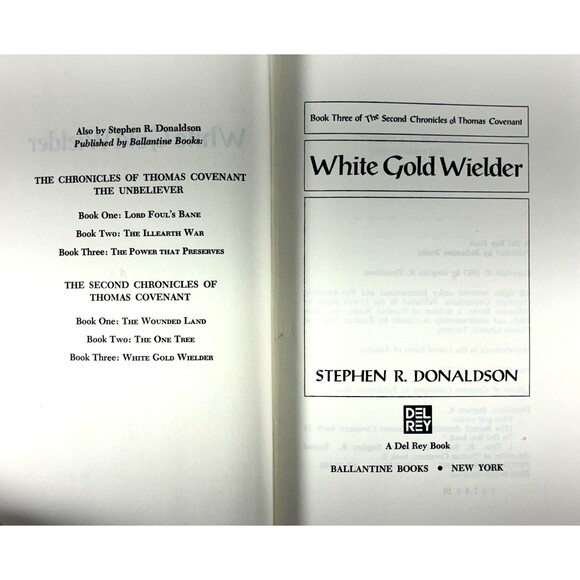 Also by Stephen R. Donaldson
Published by Ballantine Books:
THE CHRONICLES OF THOMAS COVENANT
THE UNBELIEVER
Book One: LORD FOUL'S BANE
Book Two: THE ILLEARTH WAR
Book Three: THE POWER THAT PRESERVES
THE SECOND CHRONICLES OF
THOMAS COVENANT
Book One: THE WOUNDED LAND
Book Two: THE ONE TREE
Book Three: WHITE GOLD WIELDER
Book Three of The Second Chronicles of Thomas Covenant
White Gold Wielder
STEPHEN R. DONALDSON
DEL
REY
A Del Rey Book
BALLANTINE BOOKS • NEW YORK